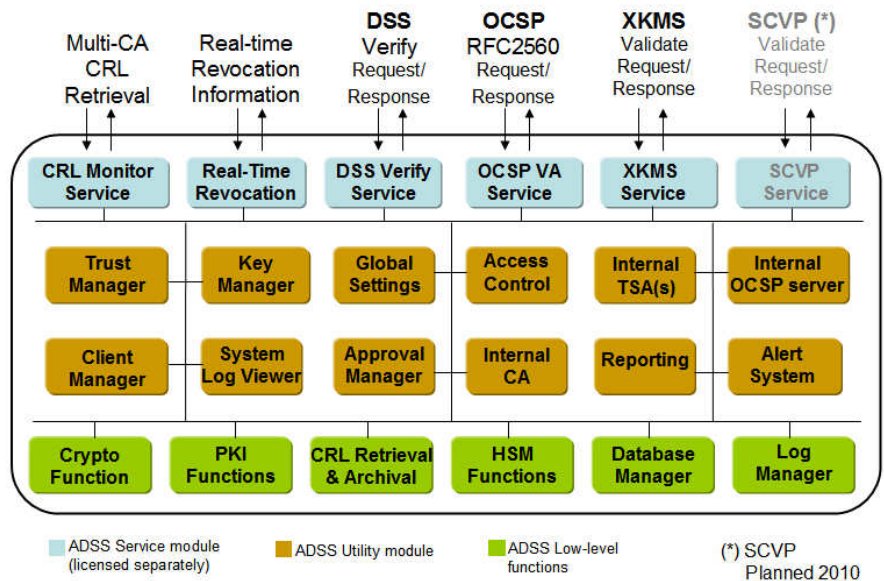 Multi-CA
CRL
Retrieval
Real-time
Revocation
Information
DSS
Verify
Request/
Response
OCSP
RFC2560
Request/
Response
XKMS
Validate
Request/
Response
SCVP (*)
Validate
Request/
Response
CRL Monitor
Service
Real-Time
Revocation
DSS Verify
Service
OCSP VA
Service
XKMS
Service
SCVP
Service
Trust
Manager
Key
Manager
Global
Settings
Access
Control
Internal
TSA(s)
Internal
OCSP server
Client
Manager
System
Log Viewer
Approval
Manager
Internal
CA
Reporting
Alert
System
Crypto
Function
PKI
Functions
CRL Retrieval
& Archival
HSM
Functions
Database
Manager
Log
Manager
ADSS Service module
(licensed separately)
ADSS Utility module
ADSS Low-level
functions
(*) SCVP
Planned 2010